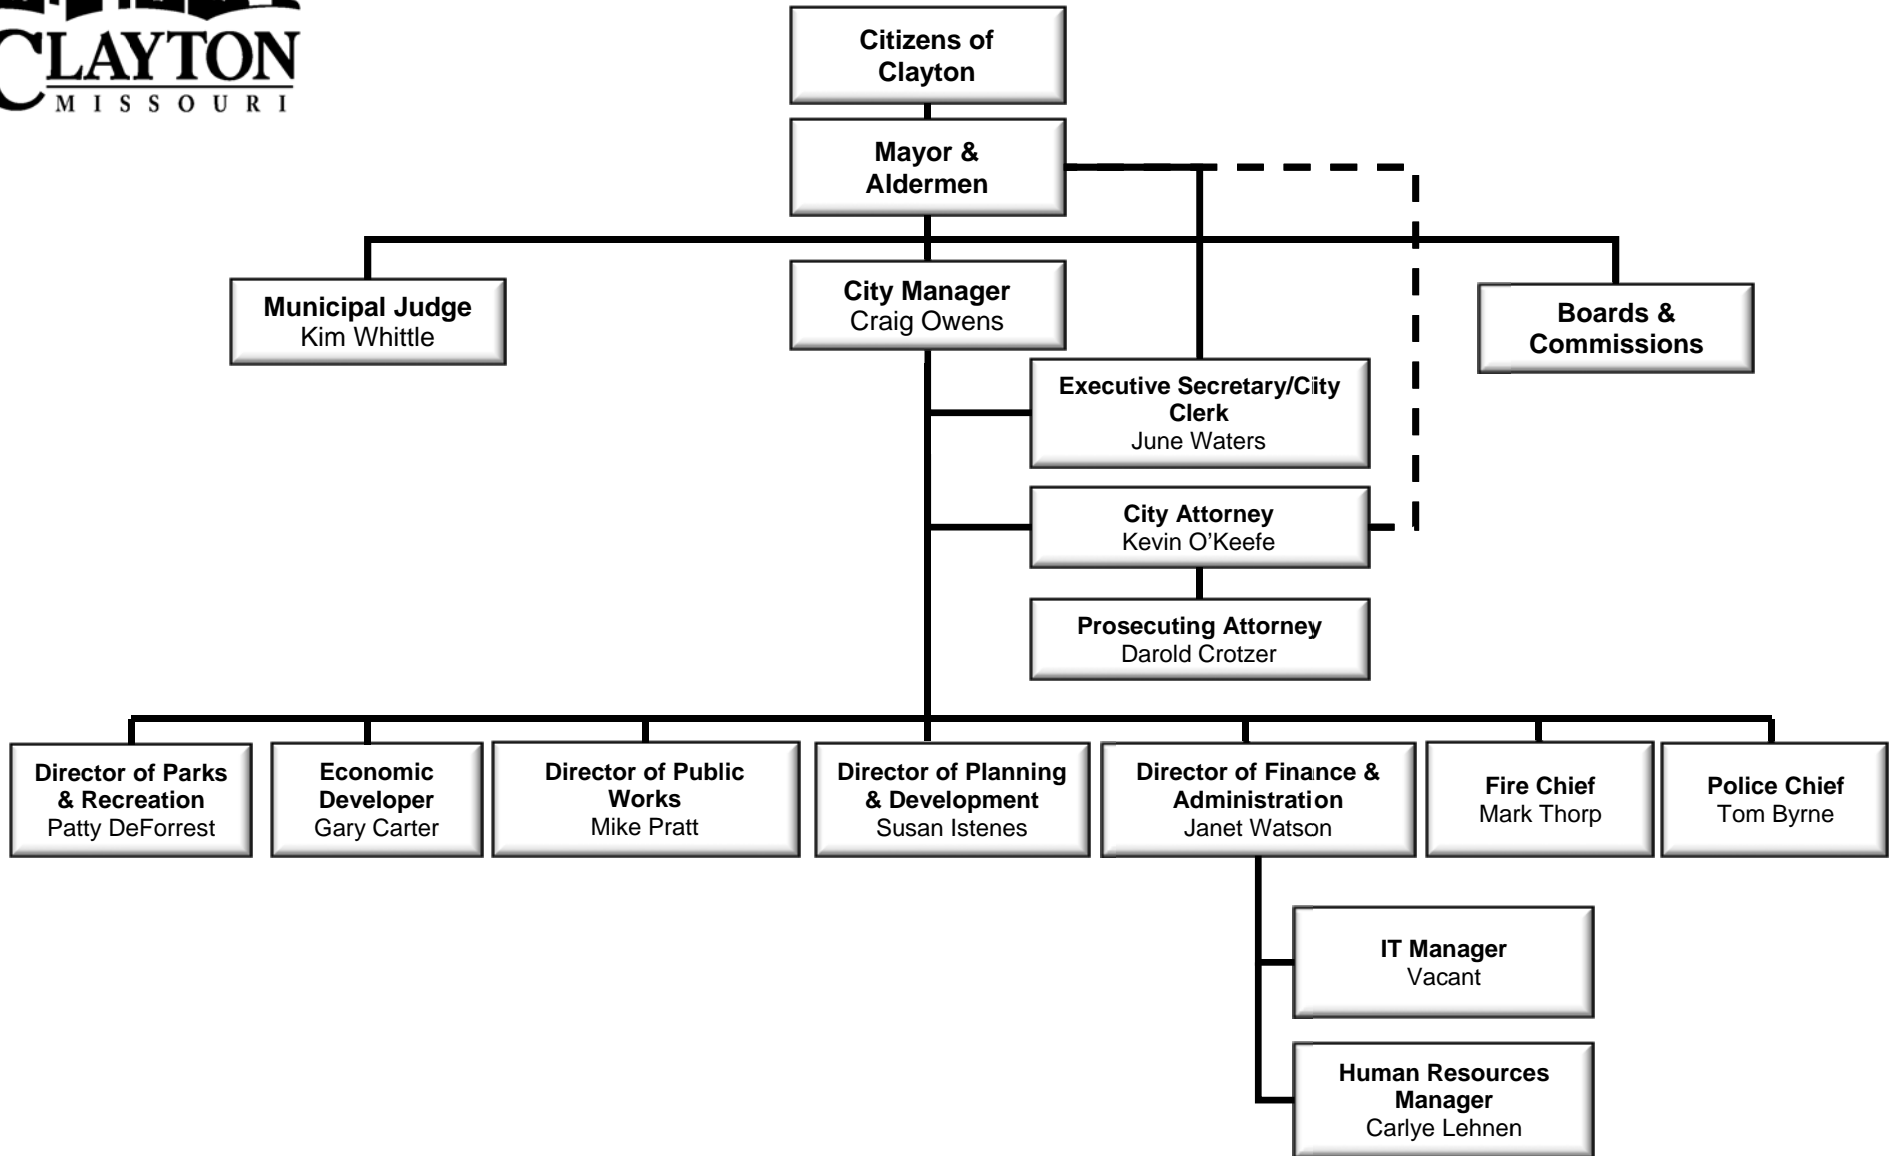 CLAYTON
MISSOURI
Citizens of
Clayton
Mayor &
Aldermen
Municipal Judge
Kim Whittle
City Manager
Craig Owens
Boards &
Commissions
Executive Secretary/City
Clerk
June Waters
City Attorney
Kevin O'Keefe
Prosecuting Attorney
Darold Crotzer
Director of Parks
& Recreation
Patty DeForrest
Economic
Developer
Gary Carter
Director of Public
Works
Mike Pratt
Director of Planning
& Development
Susan Istenes
Director of Finance &
Administration
Janet Watson
Fire Chief
Mark Thorp
Police Chief
Tom Byrne
IT Manager
Vacant
Human Resources
Manager
Carlye Lehnen